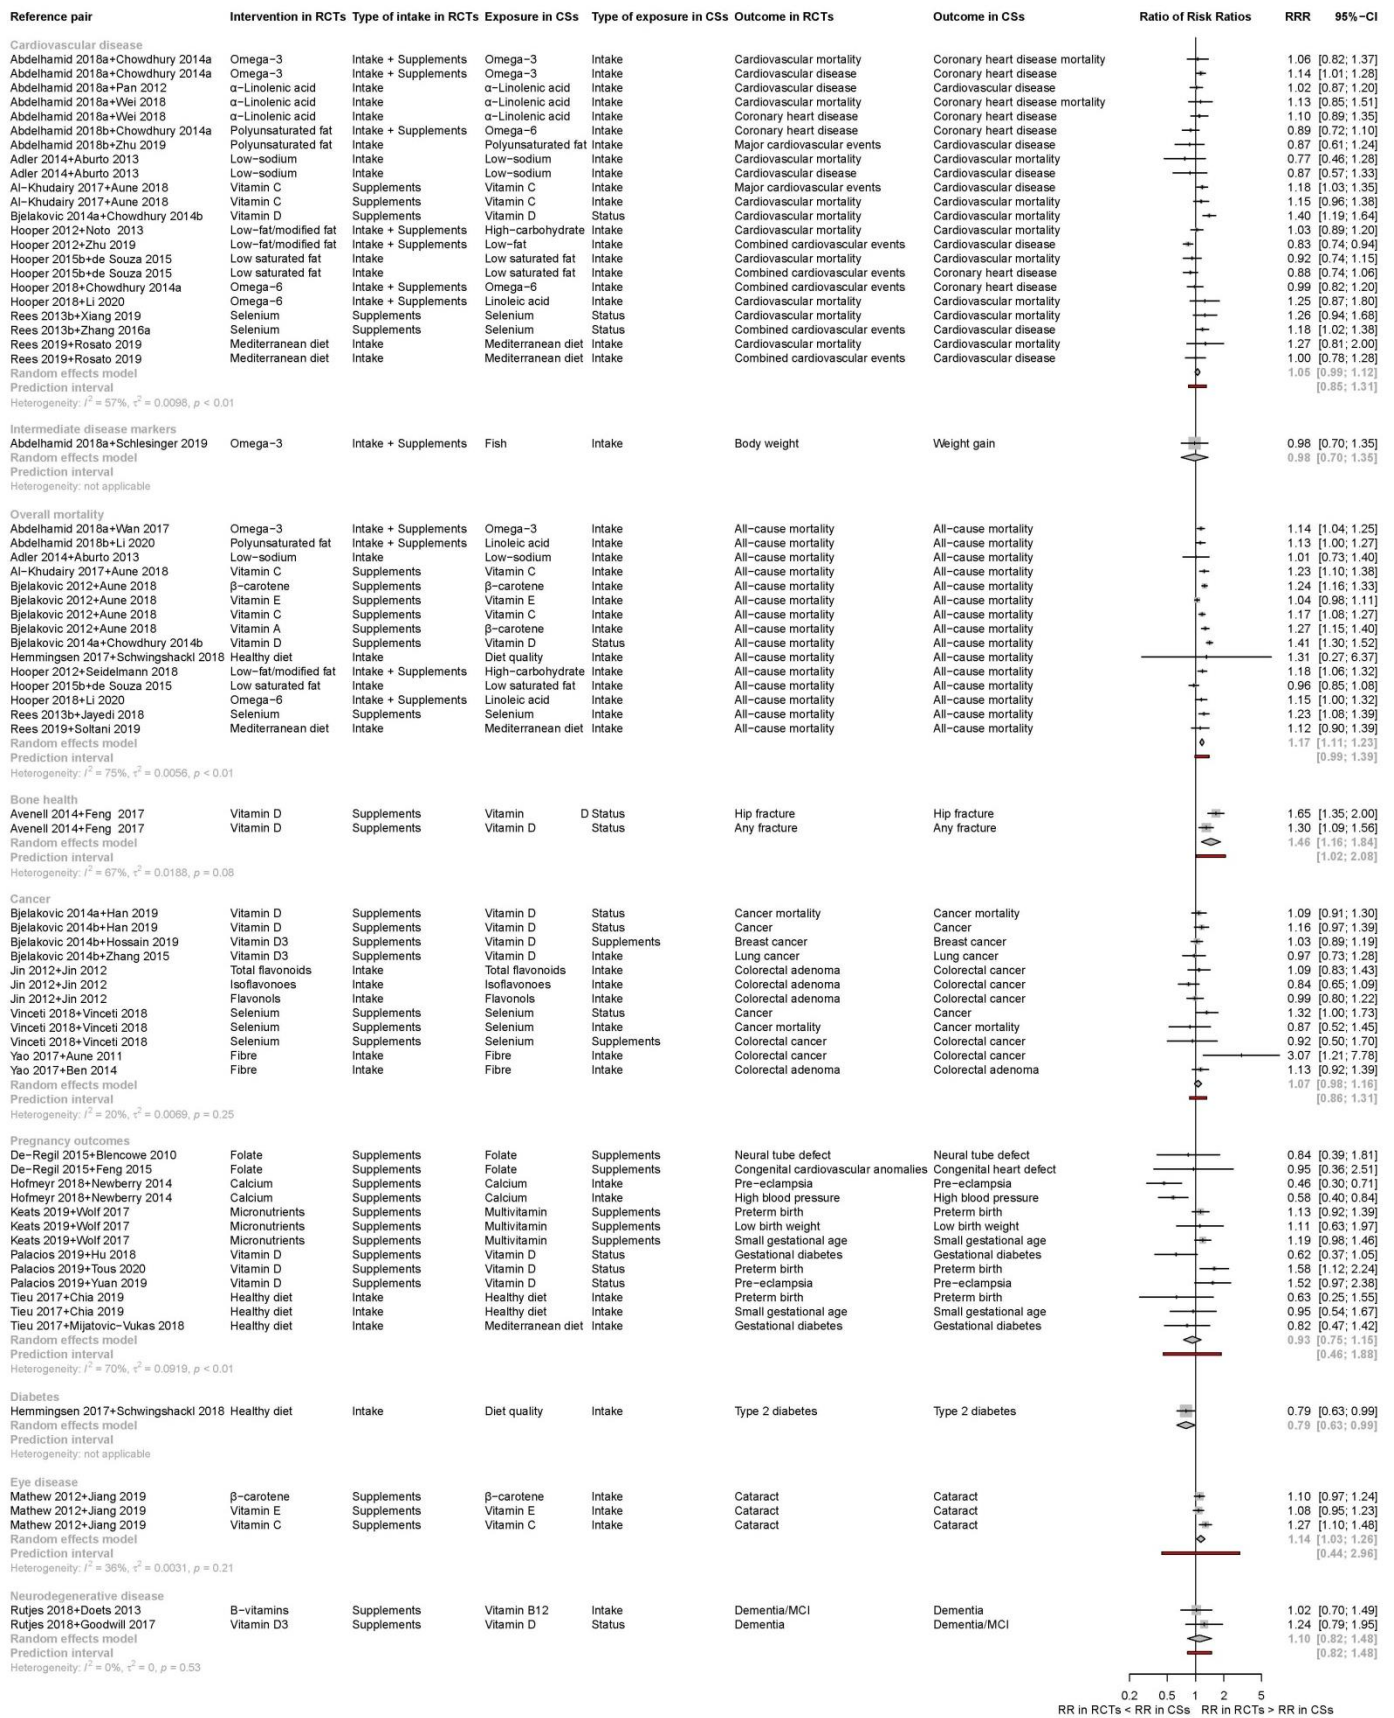 Reference pair Intervention in RCTs Type of intake in RCTs Exposure in CSs Type of exposure in CSs Outcome in RCTs Outcome in CSs Ratio of Risk Ratios RRR 95%−CI
Cardiovascular disease
Abdelhamid 2018a+Chowdhury 2014a Omega−3 Intake + Supplements Omega−3 Intake Cardiovascular mortality Coronary heart disease mortality 1.06 [0.82; 1.37]
Abdelhamid 2018a+Chowdhury 2014a Omega−3 Intake + Supplements Omega−3 Intake Cardiovascular disease Coronary heart disease 1.14 [1.01; 1.28]
Abdelhamid 2018a+Pan 2012 α−Linolenic acid Intake α−Linolenic acid Intake Cardiovascular disease Cardiovascular disease 1.02 [0.87; 1.20]
Abdelhamid 2018a+Wei 2018 α−Linolenic acid Intake α−Linolenic acid Intake Cardiovascular mortality Coronary heart disease mortality 1.13 [0.85; 1.51]
Abdelhamid 2018a+Wei 2018 α−Linolenic acid Intake α−Linolenic acid Intake Coronary heart disease Coronary heart disease 1.10 [0.89; 1.35]
Abdelhamid 2018b+Chowdhury 2014a Polyunsaturated fat Intake + Supplements Omega−6 Intake Coronary heart disease Coronary heart disease 0.89 [0.72; 1.10]
Abdelhamid 2018b+Zhu 2019 Polyunsaturated fat Intake Polyunsaturated fat Intake Major cardiovascular events Cardiovascular disease 0.87 [0.61; 1.24]
Adler 2014+Aburto 2013 Low−sodium Intake Low−sodium Intake Cardiovascular mortality Cardiovascular mortality 0.77 [0.46; 1.28]
Adler 2014+Aburto 2013 Low−sodium Intake Low−sodium Intake Cardiovascular disease Cardiovascular disease 0.87 [0.57; 1.33]
Al−Khudairy 2017+Aune 2018 Vitamin C Supplements Vitamin C Intake Major cardiovascular events Cardiovascular disease 1.18 [1.03; 1.35]
Al−Khudairy 2017+Aune 2018 Vitamin C Supplements Vitamin C Intake Cardiovascular mortality Cardiovascular mortality 1.15 [0.96; 1.38]
Bjelakovic 2014a+Chowdhury 2014b Vitamin D Supplements Vitamin D Status Cardiovascular mortality Cardiovascular mortality 1.40 [1.19; 1.64]
Hooper 2012+Noto 2013 Low−fat/modified fat Intake + Supplements High−carbohydrate Intake Cardiovascular mortality Cardiovascular mortality 1.03 [0.89; 1.20]
Hooper 2012+Zhu 2019 Low−fat/modified fat Intake + Supplements Low−fat Intake Combined cardiovascular events Cardiovascular disease 0.83 [0.74; 0.94]
Hooper 2015b+de Souza 2015 Low saturated fat Intake Low saturated fat Intake Cardiovascular mortality Cardiovascular mortality 0.92 [0.74; 1.15]
Hooper 2015b+de Souza 2015 Low saturated fat Intake Low saturated fat Intake Combined cardiovascular events Coronary heart disease 0.88 [0.74; 1.06]
Hooper 2018+Chowdhury 2014a Omega−6 Intake + Supplements Omega−6 Intake Combined cardiovascular events Coronary heart disease 0.99 [0.82; 1.20]
Hooper 2018+Li 2020 Omega−6 Intake + Supplements Linoleic acid Intake Cardiovascular mortality Cardiovascular mortality 1.25 [0.87; 1.80]
Rees 2013b+Xiang 2019 Selenium Supplements Selenium Status Cardiovascular mortality Cardiovascular mortality 1.26 [0.94; 1.68]
Rees 2013b+Zhang 2016a Selenium Supplements Selenium Status Combined cardiovascular events Cardiovascular disease 1.18 [1.02; 1.38]
Rees 2019+Rosato 2019 Mediterranean diet Intake Mediterranean diet Intake Cardiovascular mortality Cardiovascular mortality 1.27 [0.81; 2.00]
Rees 2019+Rosato 2019 Mediterranean diet Intake Mediterranean diet Intake Combined cardiovascular events Cardiovascular disease 1.00 [0.78; 1.28]
Random effects model 1.05 [0.99; 1.12]
Prediction interval [0.85; 1.31]
Heterogeneity: I² = 57%, τ² = 0.0098, p < 0.01
Intermediate disease markers
Abdelhamid 2018a+Schlesinger 2019 Omega−3 Intake + Supplements Fish Intake Body weight Weight gain 0.98 [0.70; 1.35]
Random effects model 0.98 [0.70; 1.35]
Prediction interval
Heterogeneity: not applicable
Overall mortality
Abdelhamid 2018a+Wan 2017 Omega−3 Intake + Supplements Omega−3 Intake All−cause mortality All−cause mortality 1.14 [1.04; 1.25]
Abdelhamid 2018b+Li 2020 Polyunsaturated fat Intake + Supplements Linoleic acid Intake All−cause mortality All−cause mortality 1.13 [1.00; 1.27]
Adler 2014+Aburto 2013 Low−sodium Intake Low−sodium Intake All−cause mortality All−cause mortality 1.01 [0.73; 1.40]
Al−Khudairy 2017+Aune 2018 Vitamin C Supplements Vitamin C Intake All−cause mortality All−cause mortality 1.23 [1.10; 1.38]
Bjelakovic 2012+Aune 2018 β−carotene Supplements β−carotene Intake All−cause mortality All−cause mortality 1.24 [1.16; 1.33]
Bjelakovic 2012+Aune 2018 Vitamin E Supplements Vitamin E Intake All−cause mortality All−cause mortality 1.04 [0.98; 1.11]
Bjelakovic 2012+Aune 2018 Vitamin C Supplements Vitamin C Intake All−cause mortality All−cause mortality 1.17 [1.08; 1.27]
Bjelakovic 2012+Aune 2018 Vitamin A Supplements β−carotene Intake All−cause mortality All−cause mortality 1.27 [1.15; 1.40]
Bjelakovic 2014a+Chowdhury 2014b Vitamin D Supplements Vitamin D Status All−cause mortality All−cause mortality 1.41 [1.30; 1.52]
Hemmingsen 2017+Schwingshackl 2018 Healthy diet Intake Diet quality Intake All−cause mortality All−cause mortality 1.31 [0.27; 6.37]
Hooper 2012+Seidelmann 2018 Low−fat/modified fat Intake + Supplements High−carbohydrate Intake All−cause mortality All−cause mortality 1.18 [1.06; 1.32]
Hooper 2015b+de Souza 2015 Low saturated fat Intake Low saturated fat Intake All−cause mortality All−cause mortality 0.96 [0.85; 1.08]
Hooper 2018+Li 2020 Omega−6 Intake + Supplements Linoleic acid Intake All−cause mortality All−cause mortality 1.15 [1.00; 1.32]
Rees 2013b+Jayedi 2018 Selenium Supplements Selenium Intake All−cause mortality All−cause mortality 1.23 [1.08; 1.39]
Rees 2019+Soltani 2019 Mediterranean diet Intake Mediterranean diet Intake All−cause mortality All−cause mortality 1.12 [0.90; 1.39]
Random effects model 1.17 [1.11; 1.23]
Prediction interval [0.99; 1.39]
Heterogeneity: I² = 75%, τ² = 0.0056, p < 0.01
Bone health
Avenell 2014+Feng 2017 Vitamin D Supplements Vitamin D Status Hip fracture Hip fracture 1.65 [1.35; 2.00]
Avenell 2014+Feng 2017 Vitamin D Supplements Vitamin D Status Any fracture Any fracture 1.30 [1.09; 1.56]
Random effects model 1.46 [1.16; 1.84]
Prediction interval [1.02; 2.08]
Heterogeneity: I² = 67%, τ² = 0.0188, p = 0.08
Cancer
Bjelakovic 2014a+Han 2019 Vitamin D Supplements Vitamin D Status Cancer mortality Cancer mortality 1.09 [0.91; 1.30]
Bjelakovic 2014b+Han 2019 Vitamin D Supplements Vitamin D Status Cancer Cancer 1.16 [0.97; 1.39]
Bjelakovic 2014b+Hossain 2019 Vitamin D3 Supplements Vitamin D Supplements Breast cancer Breast cancer 1.03 [0.89; 1.19]
Bjelakovic 2014b+Zhang 2015 Vitamin D3 Supplements Vitamin D Intake Lung cancer Lung cancer 0.97 [0.73; 1.28]
Jin 2012+Jin 2012 Total flavonoids Intake Total flavonoids Intake Colorectal adenoma Colorectal cancer 1.09 [0.83; 1.43]
Jin 2012+Jin 2012 Isoflavonoes Intake Isoflavonoes Intake Colorectal adenoma Colorectal cancer 0.84 [0.65; 1.09]
Jin 2012+Jin 2012 Flavonols Intake Flavonols Intake Colorectal adenoma Colorectal cancer 0.99 [0.80; 1.22]
Vinceti 2018+Vinceti 2018 Selenium Supplements Selenium Status Cancer Cancer 1.32 [1.00; 1.73]
Vinceti 2018+Vinceti 2018 Selenium Supplements Selenium Intake Cancer mortality Cancer mortality 0.87 [0.52; 1.45]
Vinceti 2018+Vinceti 2018 Selenium Supplements Selenium Supplements Colorectal cancer Colorectal cancer 0.92 [0.50; 1.70]
Yao 2017+Aune 2011 Fibre Intake Fibre Intake Colorectal cancer Colorectal cancer 3.07 [1.21; 7.78]
Yao 2017+Ben 2014 Fibre Intake Fibre Intake Colorectal adenoma Colorectal adenoma 1.13 [0.92; 1.39]
Random effects model 1.07 [0.98; 1.16]
Prediction interval [0.86; 1.31]
Heterogeneity: I² = 20%, τ² = 0.0069, p = 0.25
Pregnancy outcomes
De−Regil 2015+Blencowe 2010 Folate Supplements Folate Supplements Neural tube defect Neural tube defect 0.84 [0.39; 1.81]
De−Regil 2015+Feng 2015 Folate Supplements Folate Supplements Congenital cardiovascular anomalies Congenital heart defect 0.95 [0.36; 2.51]
Hofmeyr 2018+Newberry 2014 Calcium Supplements Calcium Intake Pre−eclampsia Pre−eclampsia 0.46 [0.30; 0.71]
Hofmeyr 2018+Newberry 2014 Calcium Supplements Calcium Intake High blood pressure High blood pressure 0.58 [0.40; 0.84]
Keats 2019+Wolf 2017 Micronutrients Supplements Multivitamin Supplements Preterm birth Preterm birth 1.13 [0.92; 1.39]
Keats 2019+Wolf 2017 Micronutrients Supplements Multivitamin Supplements Low birth weight Low birth weight 1.11 [0.63; 1.97]
Keats 2019+Wolf 2017 Micronutrients Supplements Multivitamin Supplements Small gestational age Small gestational age 1.19 [0.98; 1.46]
Palacios 2019+Hu 2018 Vitamin D Supplements Vitamin D Status Gestational diabetes Gestational diabetes 0.62 [0.37; 1.05]
Palacios 2019+Tous 2020 Vitamin D Supplements Vitamin D Status Preterm birth Preterm birth 1.58 [1.12; 2.24]
Palacios 2019+Yuan 2019 Vitamin D Supplements Vitamin D Status Pre−eclampsia Pre−eclampsia 1.52 [0.97; 2.38]
Tieu 2017+Chia 2019 Healthy diet Intake Healthy diet Intake Preterm birth Preterm birth 0.63 [0.25; 1.55]
Tieu 2017+Chia 2019 Healthy diet Intake Healthy diet Intake Small gestational age Small gestational age 0.95 [0.54; 1.67]
Tieu 2017+Mijatovic−Vukas 2018 Healthy diet Intake Mediterranean diet Intake Gestational diabetes Gestational diabetes 0.82 [0.47; 1.42]
Random effects model 0.93 [0.75; 1.15]
Prediction interval [0.46; 1.88]
Heterogeneity: I² = 70%, τ² = 0.0919, p < 0.01
Diabetes
Hemmingsen 2017+Schwingshackl 2018 Healthy diet Intake Diet quality Intake Type 2 diabetes Type 2 diabetes 0.79 [0.63; 0.99]
Random effects model 0.79 [0.63; 0.99]
Prediction interval
Heterogeneity: not applicable
Eye disease
Mathew 2012+Jiang 2019 β−carotene Supplements β−carotene Intake Cataract Cataract 1.10 [0.97; 1.24]
Mathew 2012+Jiang 2019 Vitamin E Supplements Vitamin E Intake Cataract Cataract 1.08 [0.95; 1.23]
Mathew 2012+Jiang 2019 Vitamin C Supplements Vitamin C Intake Cataract Cataract 1.27 [1.10; 1.48]
Random effects model 1.14 [1.03; 1.26]
Prediction interval [0.44; 2.96]
Heterogeneity: I² = 36%, τ² = 0.0031, p = 0.21
Neurodegenerative disease
Rutjes 2018+Doets 2013 B−vitamins Supplements Vitamin B12 Intake Dementia/MCI Dementia 1.02 [0.70; 1.49]
Rutjes 2018+Goodwill 2017 Vitamin D3 Supplements Vitamin D Status Dementia Dementia/MCI 1.24 [0.79; 1.95]
Random effects model 1.10 [0.82; 1.48]
Prediction interval [0.82; 1.48]
Heterogeneity: I² = 0%, τ² = 0, p = 0.53
0.2 0.5 1 2 5
RR in RCTs < RR in CSs RR in RCTs > RR in CSs